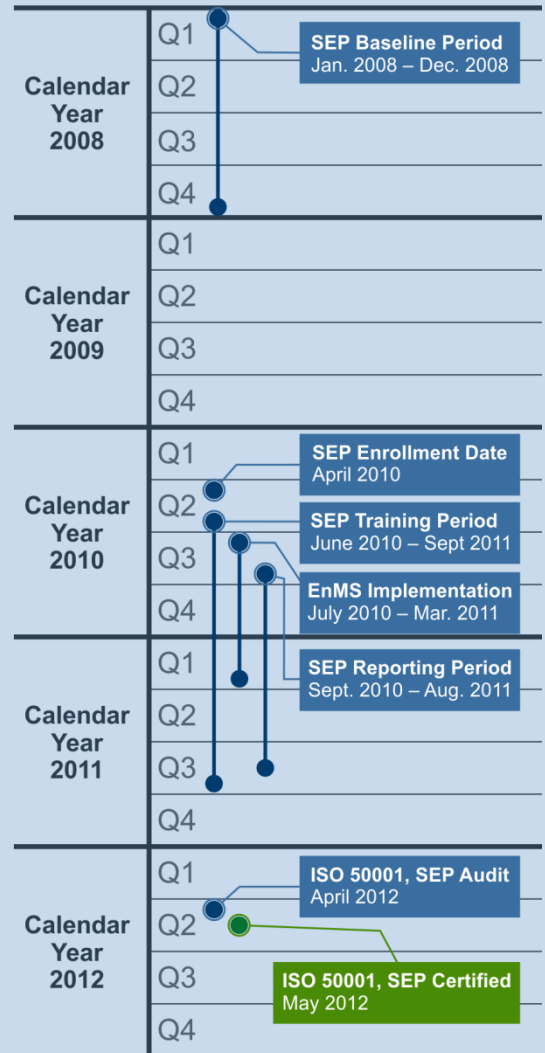 Calendar
Year
2008
Q1
SEP Baseline Period
Jan. 2008 – Dec. 2008
Q2
Q3
Q4
Calendar
Year
2009
Q1
Q2
Q3
Q4
Calendar
Year
2010
Q1
SEP Enrollment Date
April 2010
Q2
SEP Training Period
June 2010 – Sept 2011
Q3
EnMS Implementation
July 2010 – Mar. 2011
Q4
Calendar
Year
2011
Q1
SEP Reporting Period
Sept. 2010 – Aug. 2011
Q2
Q3
Q4
Calendar
Year
2012
Q1
ISO 50001, SEP Audit
April 2012
Q2
Q3
ISO 50001, SEP Certified
May 2012
Q4